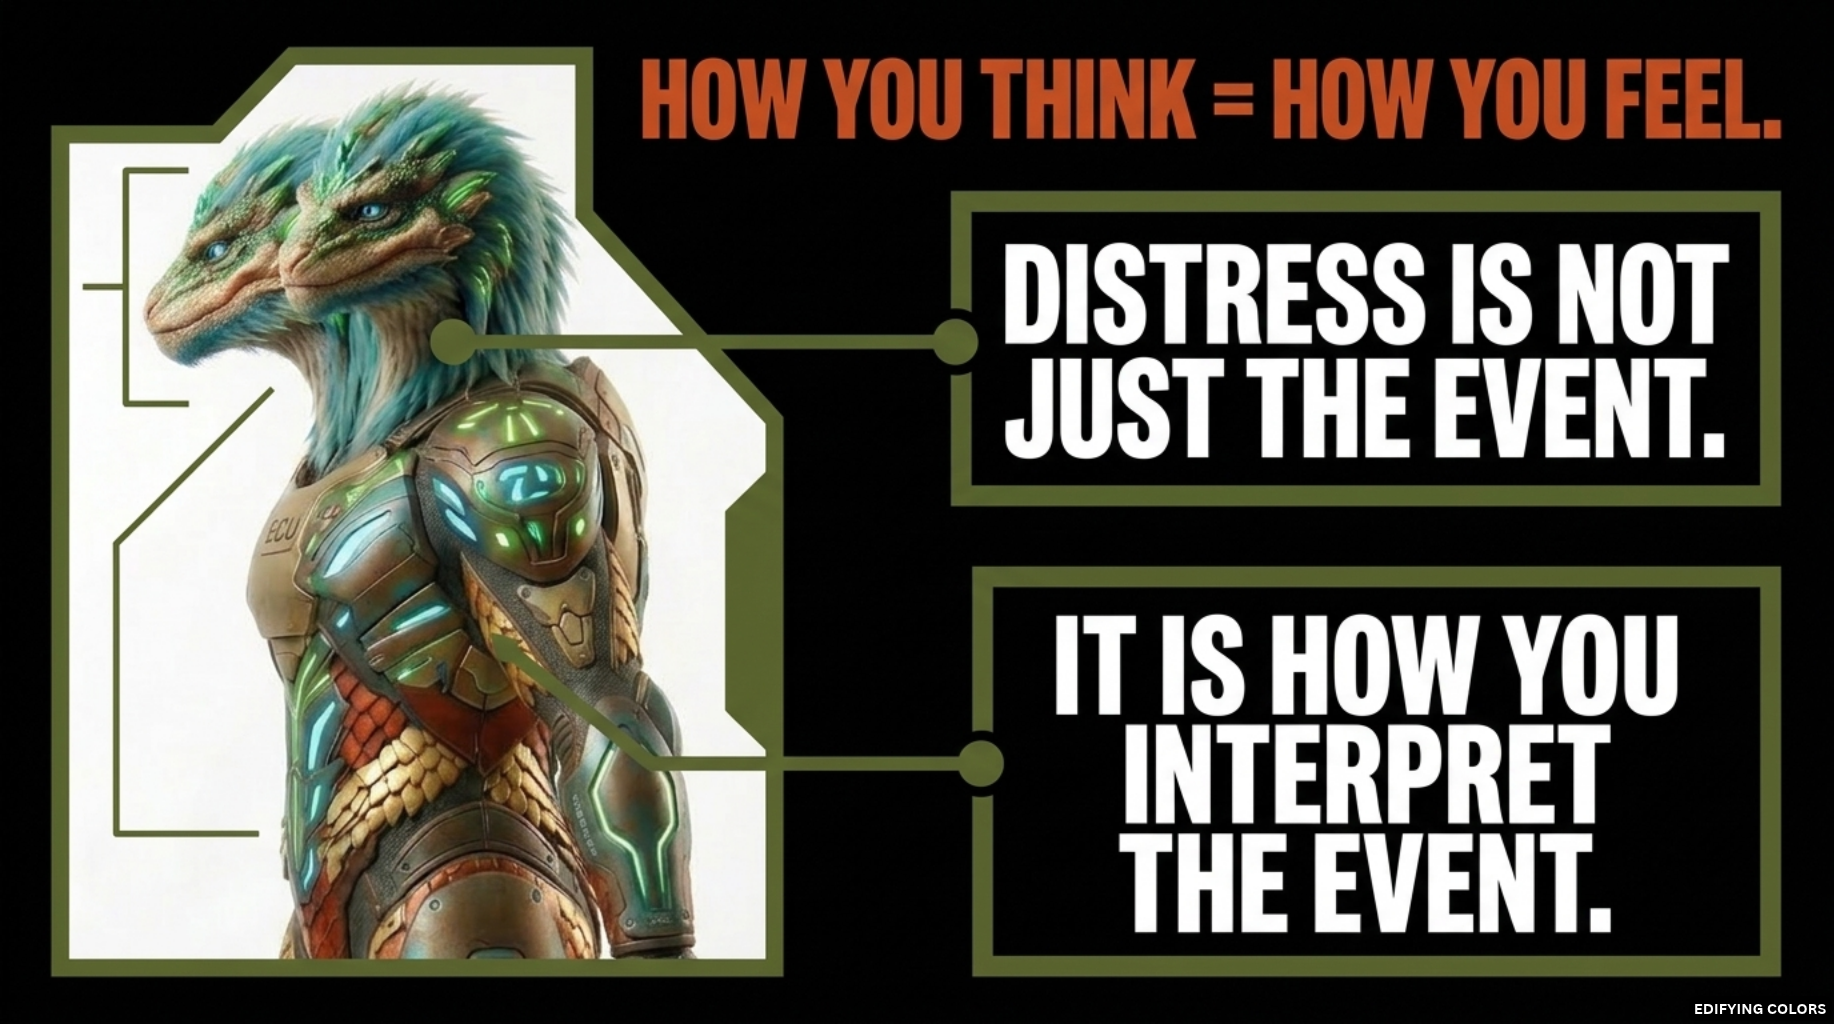 HOW YOU THINK = HOW YOU FEEL.
DISTRESS IS NOT
JUST THE EVENT.
ECU
IT IS HOW YOU
INTERPRET
THE EVENT.
EDIFYING COLORS